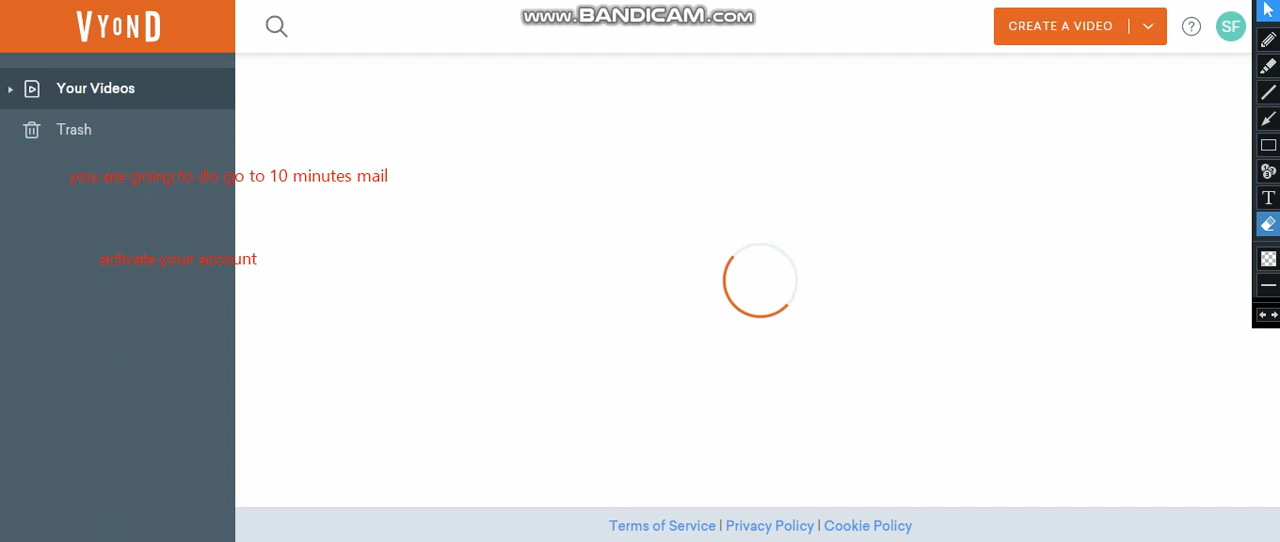 VYOND
www.BANDICAM.com
CREATE A VIDEO
?
SF
Your Videos
Trash
you are going to do go to 10 minutes mail
activate your account
T
Terms of Service | Privacy Policy | Cookie Policy